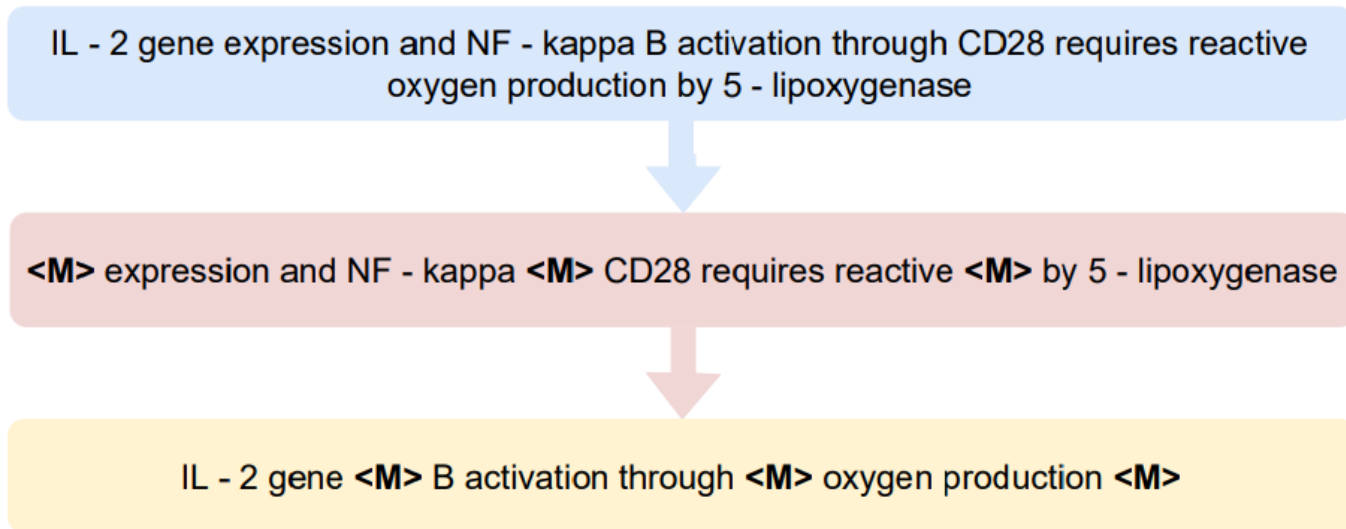 IL - 2 gene expression and NF - kappa B activation through CD28 requires reactive
oxygen production by 5 - lipoxygenase
<M> expression and NF - kappa <M> CD28 requires reactive <M> by 5 - lipoxygenase
IL - 2 gene <M> B activation through <M> oxygen production <M>